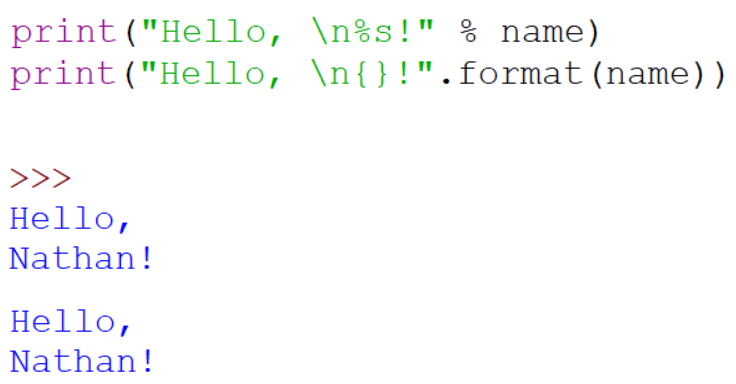 print("Hello, \n%s!" % name)
print("Hello, \n{}!".format(name))
>>>
Hello,
Nathan!
Hello,
Nathan!